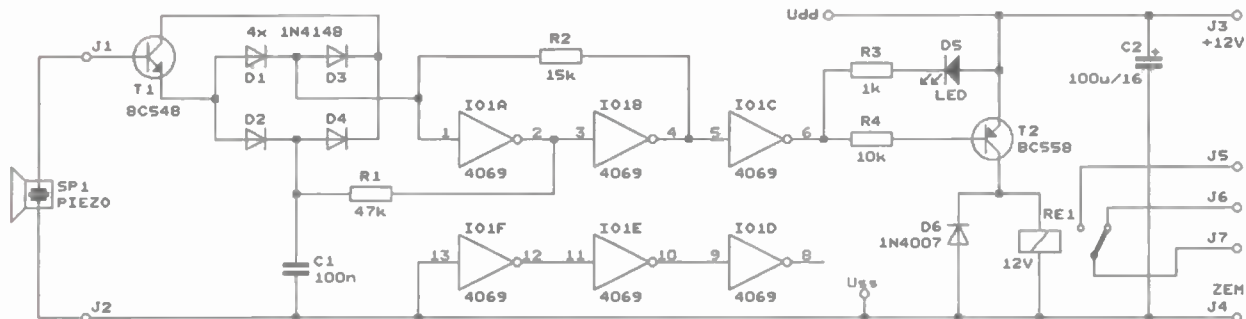 Udd
J3
+12V
4x 1N4148
J1
T1
BC548
D1
D3
D2
D4
R2
15k
IO1A
1
2
4069
IO1B
3
4
4069
IO1C
5
6
4069
R3
1k
D5
LED
R4
10k
T2
BC558
C2
+
100u/16
SP1
PIEZO
R1
47k
C1
100n
IO1F
13
12
4069
IO1E
11
10
4069
IO1D
9
8
4069
D6
1N4007
RE1
12V
J5
J6
J7
Uss
J2
ZEM
J4